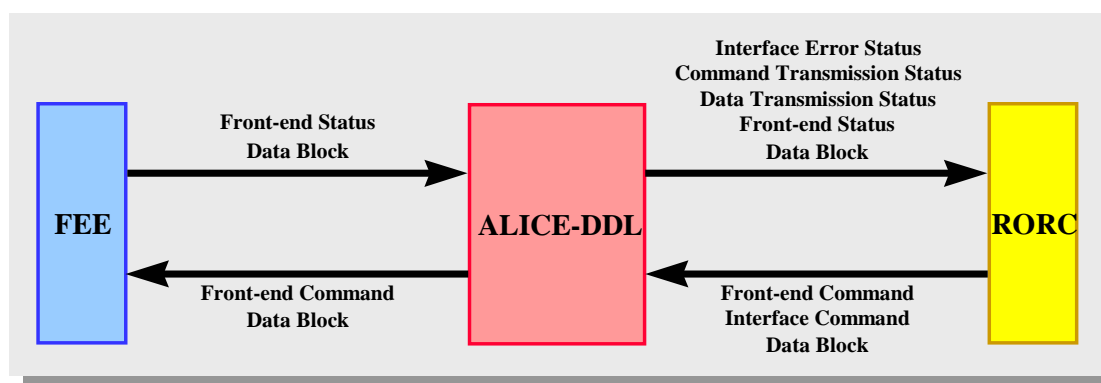 Interface Error Status
Command Transmission Status
Data Transmission Status
Front-end Status
Data Block
Front-end Status
Data Block
FEE
ALICE-DDL
RORC
Front-end Command
Data Block
Front-end Command
Interface Command
Data Block